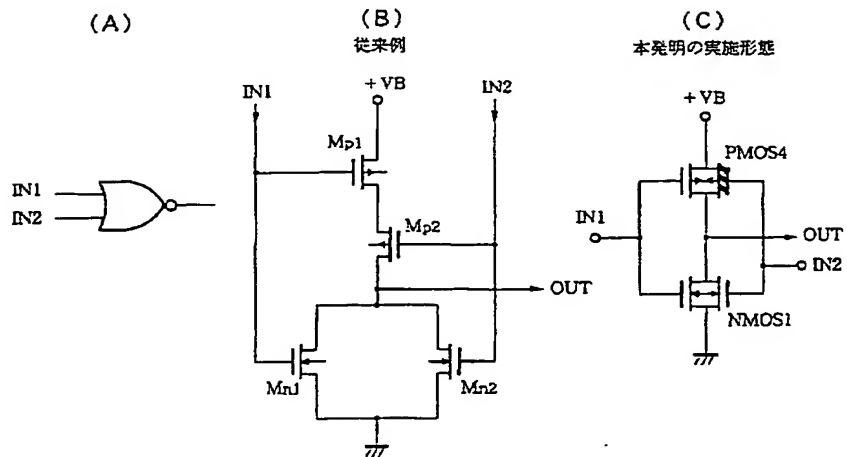 (A)
IN1
IN2
(B)
従来例
+VB
IN1
IN2
Mp1
Mp2
OUT
Mn1
Mn2
(C)
本発明の実施形態
+VB
PMOS4
IN1
OUT
IN2
NMOS1